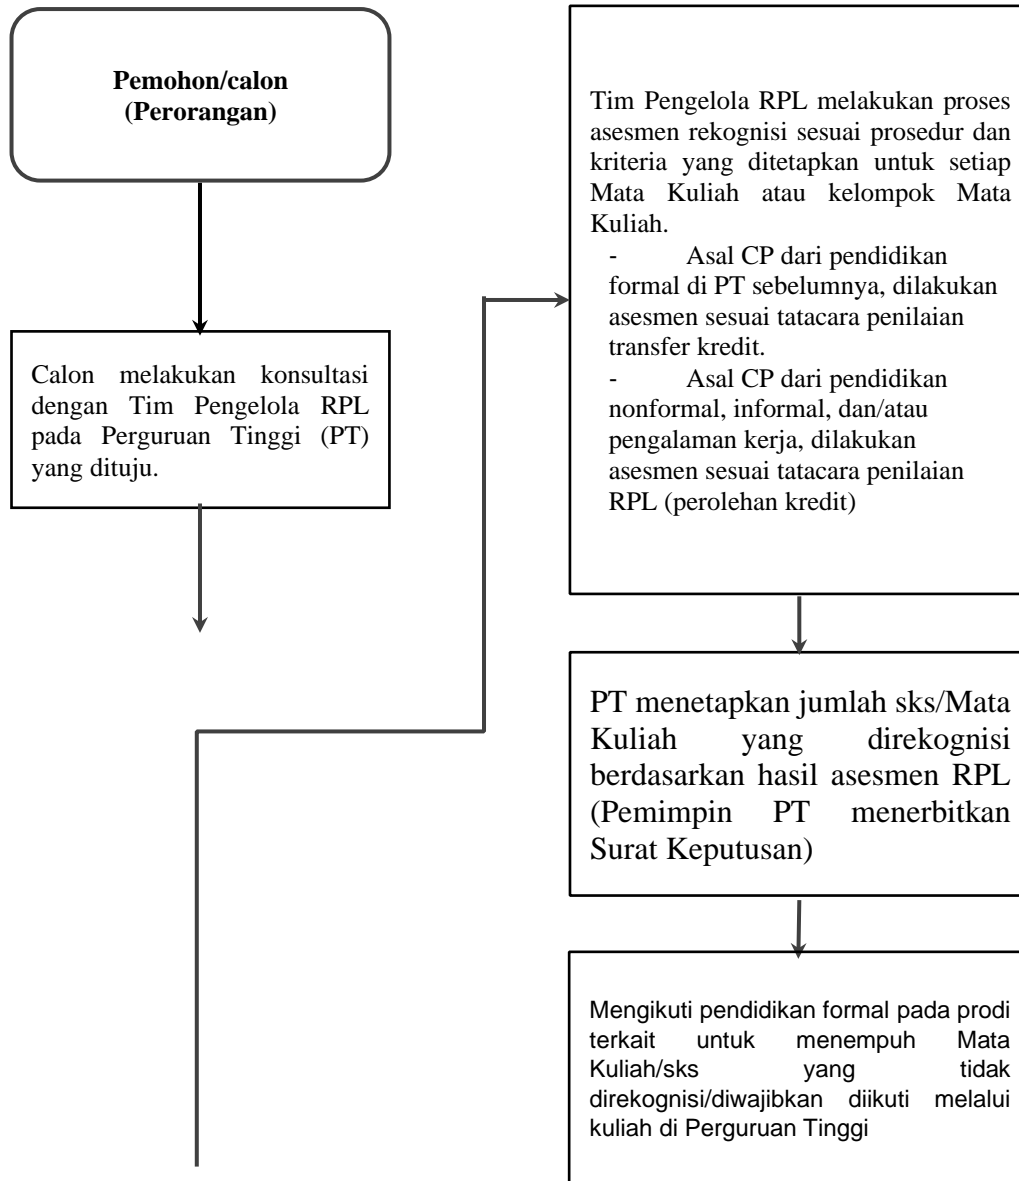 Pemohon/calon
(Perorangan)
Calon melakukan konsultasi
dengan Tim Pengelola RPL
pada Perguruan Tinggi (PT)
yang dituju.
Tim Pengelola RPL melakukan proses
asesmen rekognisi sesuai prosedur dan
kriteria yang ditetapkan untuk setiap
Mata Kuliah atau kelompok Mata
Kuliah.
- Asal CP dari pendidikan
formal di PT sebelumnya, dilakukan
asesmen sesuai tatacara penilaian
transfer kredit.
- Asal CP dari pendidikan
nonformal, informal, dan/atau
pengalaman kerja, dilakukan
asesmen sesuai tatacara penilaian
RPL (perolehan kredit)
PT menetapkan jumlah sks/Mata
Kuliah yang direkognisi
berdasarkan hasil asesmen RPL
(Pemimpin PT menerbitkan
Surat Keputusan)
Mengikuti pendidikan formal pada prodi
terkait untuk menempuh Mata
Kuliah/sks yang tidak
direkognisi/diwajibkan diikuti melalui
kuliah di Perguruan Tinggi